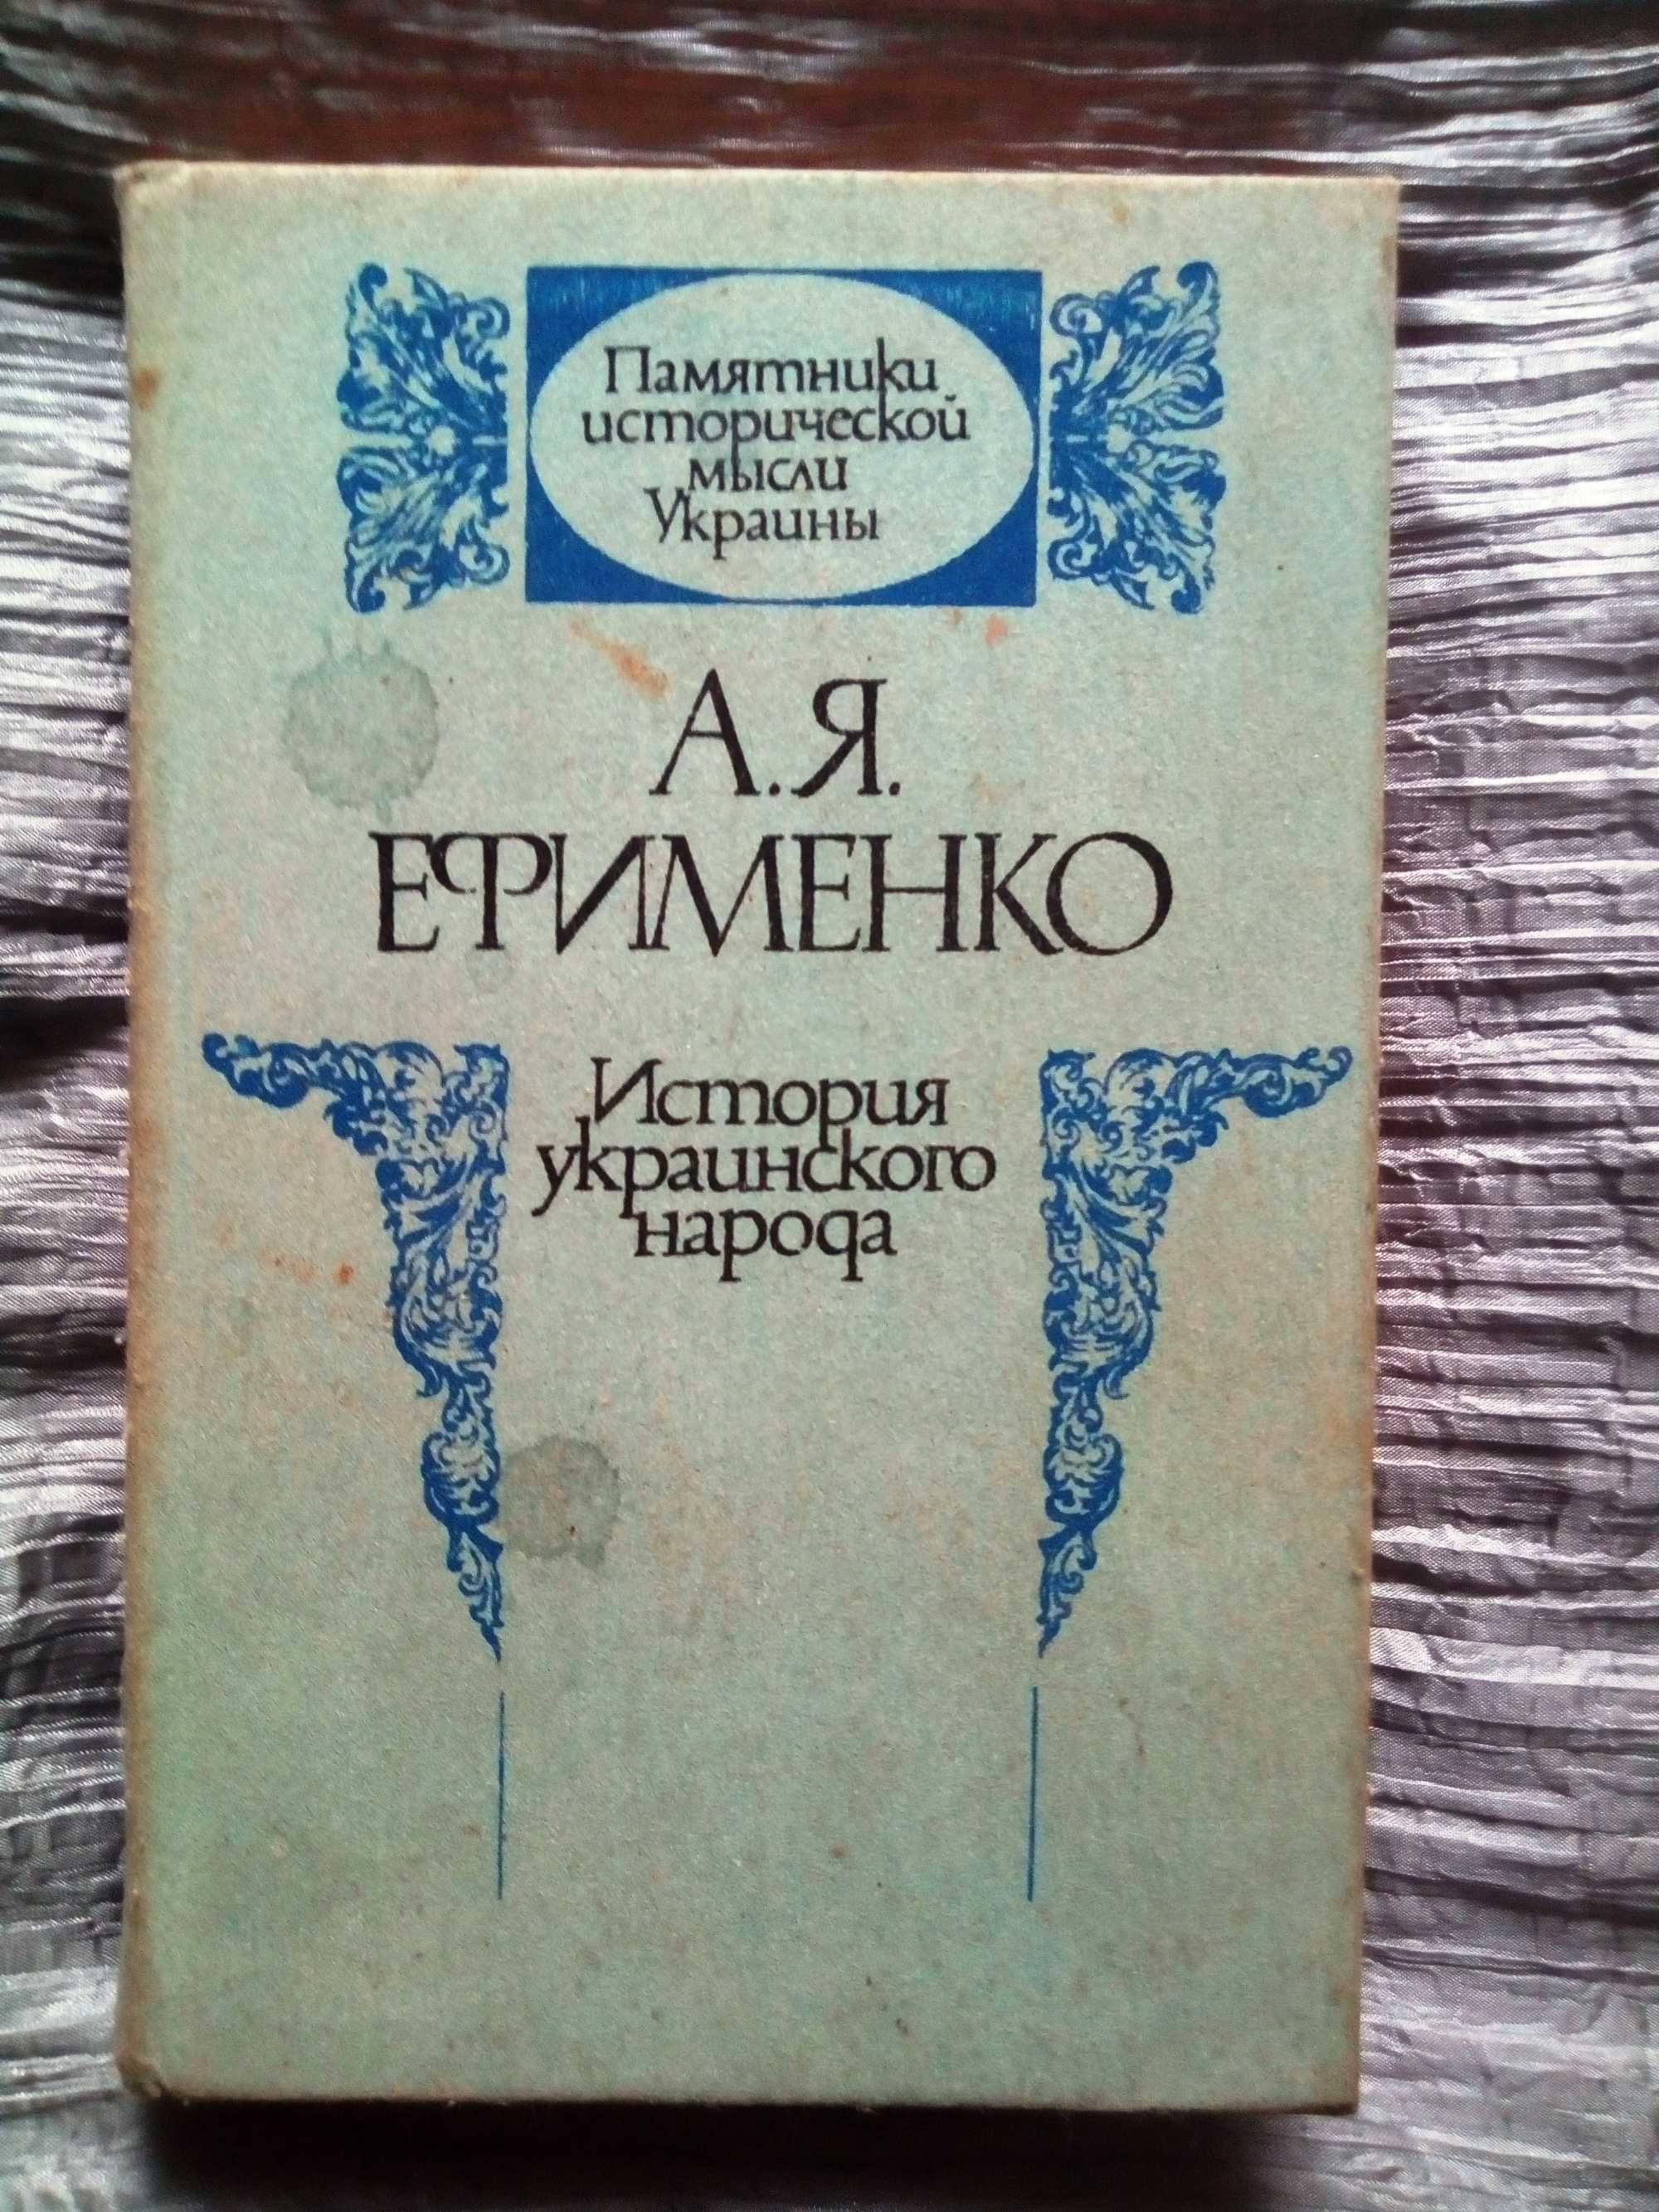 Памятники
исторической
мысли
Украины
А.Я.
ЕФИМЕНКО
История
украинского
народа